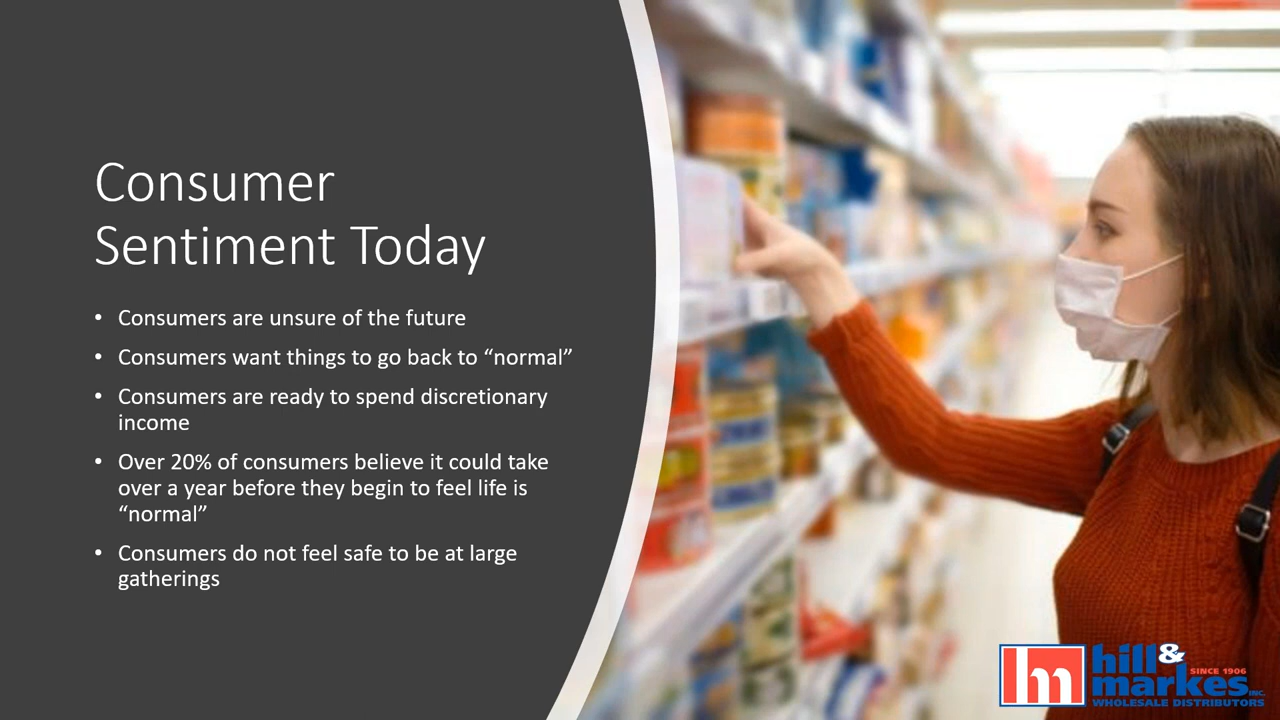 Consumer
Sentiment Today
• Consumers are unsure of the future
• Consumers want things to go back to “normal”
• Consumers are ready to spend discretionary
income
• Over 20% of consumers believe it could take
over a year before they begin to feel life is
“normal”
• Consumers do not feel safe to be at large
gatherings
hm
hill &
SINCE 1906
markes INC.
WHOLESALE DISTRIBUTORS